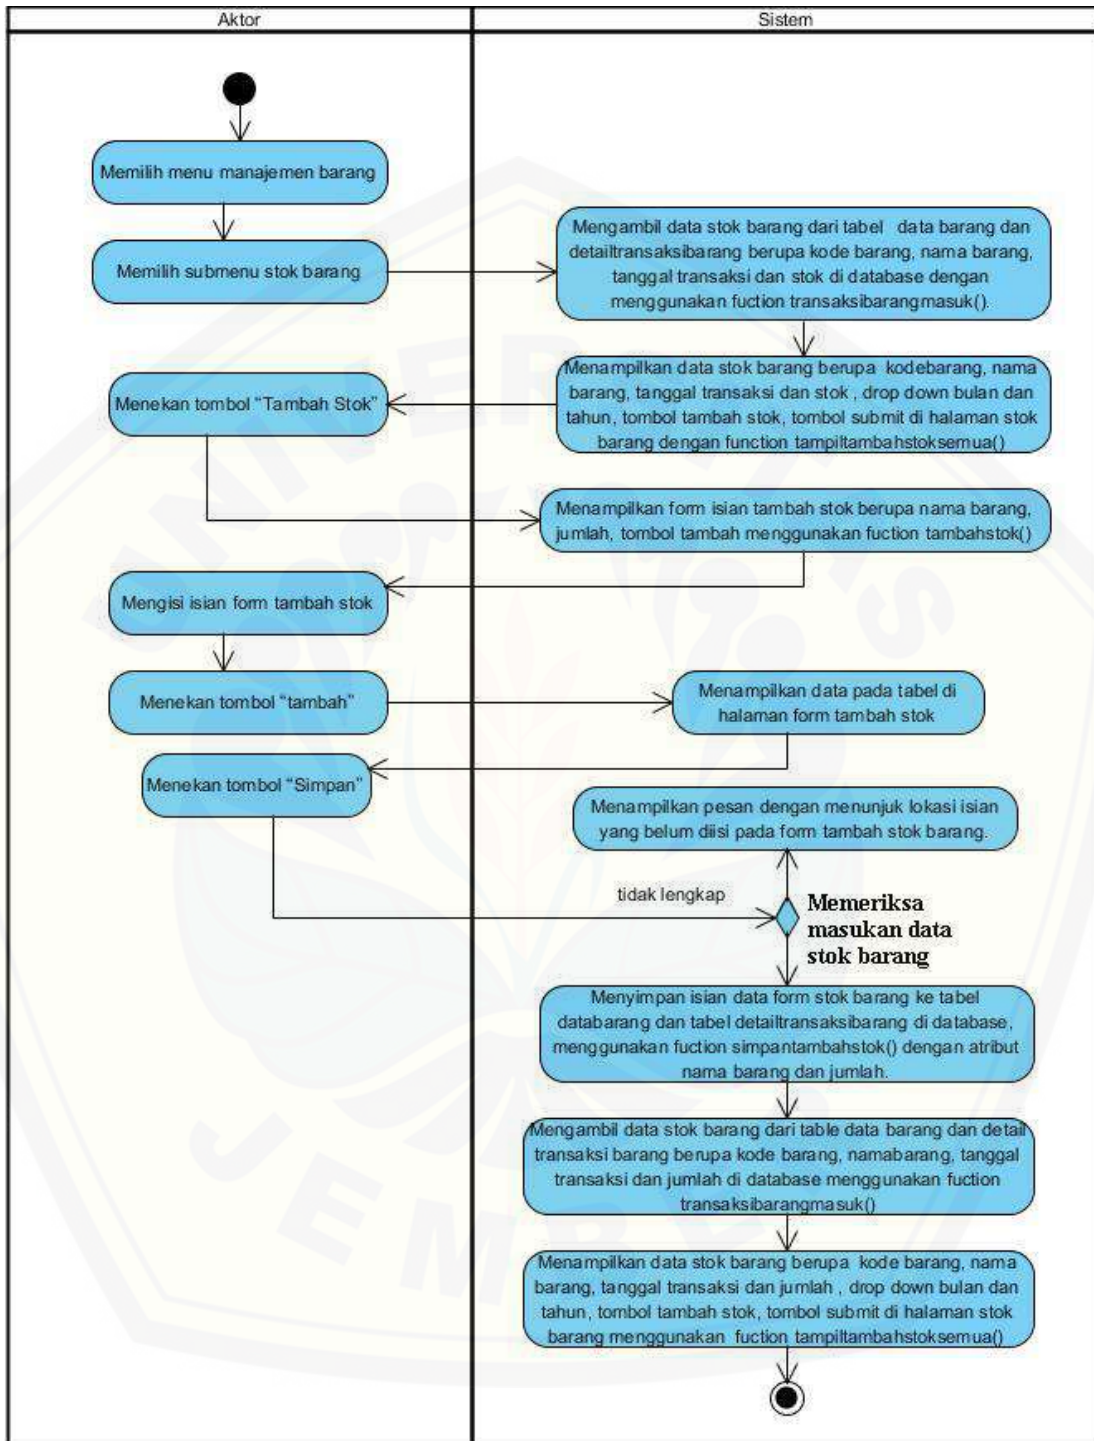 Aktor
Sistem
Memilih menu manajemen barang
Memilih submenu stok barang
Mengambil data stok barang dari tabel data barang dan
detailtransaksibarang berupa kode barang, nama barang,
tanggal transaksi dan stok di database dengan
menggunakan fuction transaksibarangmasuk().
Menampilkan data stok barang berupa kodebarang, nama
barang, tanggal transaksi dan stok , drop down bulan dan
tahun, tombol tambah stok, tombol submit di halaman stok
barang dengan function tampiltambahstoksemua()
Menekan tombol “Tambah Stok”
Menampilkan form isian tambah stok berupa nama barang,
jumlah, tombol tambah menggunakan fuction tambahstok()
Mengisi isian form tambah stok
Menekan tombol “tambah”
Menampilkan data pada tabel di
halaman form tambah stok
Menekan tombol “Simpan”
Menampilkan pesan dengan menunjuk lokasi isian
yang belum diisi pada form tambah stok barang.
tidak lengkap
Memeriksa
masukan data
stok barang
Menyimpan isian data form stok barang ke tabel
databarang dan tabel detailtransaksibarang di database,
menggunakan fuction simpantambahstok() dengan atribut
nama barang dan jumlah.
Mengambil data stok barang dari table data barang dan detail
transaksi barang berupa kode barang, namabarang, tanggal
transaksi dan jumlah di database menggunakan fuction
transaksibarangmasuk()
Menampilkan data stok barang berupa kode barang, nama
barang, tanggal transaksi dan jumlah , drop down bulan dan
tahun, tombol tambah stok, tombol submit di halaman stok
barang menggunakan fuction tampiltambahstoksemua()
UNIVERSITAS
JEMBER